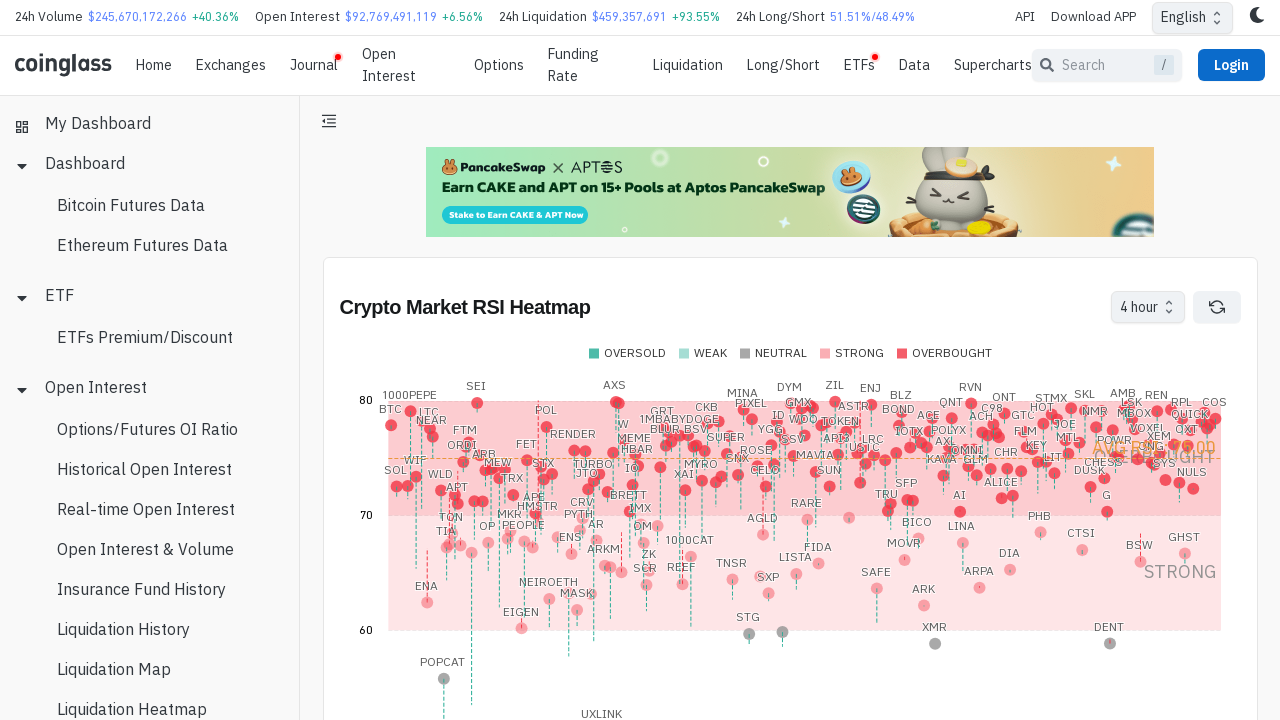 24h Volume $245,670,172,266 +40.36% Open Interest $92,769,491,119 +6.56% 24h Liquidation $459,357,691 +93.55% 24h Long/Short 51.51%/48.49% API Download APP English
coinglass Home Exchanges Journal Open Interest Options Funding Rate Liquidation Long/Short ETFs Data Supercharts Search / Login
My Dashboard
Dashboard
Bitcoin Futures Data
Ethereum Futures Data
ETF
ETFs Premium/Discount
Open Interest
Options/Futures OI Ratio
Historical Open Interest
Real-time Open Interest
Open Interest & Volume
Insurance Fund History
Liquidation History
Liquidation Map
Liquidation Heatmap
PancakeSwap X APTOS
Earn CAKE and APT on 15+ Pools at Aptos PancakeSwap
Stake to Earn CAKE & APT Now
Crypto Market RSI Heatmap
4 hour
OVERSOLD WEAK NEUTRAL STRONG OVERBOUGHT
80
70
60
SEI AXS DYM ZIL ENJ RVN
1000PEPE MINA BLZ ONT STMX SKL AMB REN
BTC LTC POL GRT CKB PIXEL GMX ASTR BOND QNT C98 HOT NMR LSK RPL COS
NEAR W 1MBABYDOGE ID WOO TOKEN ACE ACH GTC JOE MBOX QUICK
FTM RENDER MEME BLUR BSV SUPER YGG SSV API3 LRC IOTX POLYX FLM MTL VOXEL QXT
ORDI FET HBAR ROSE USTC AXL OMNI KEY POWR XEM
WIF ARB MEW STX TURBO IO MYRO SNX MAVIA KAVA GLM CHR LIT CHESS SYS
SOL WLD TRX JTO XAI CELO SUN SFP ALICE DUSK NULS
APT APE BRETT TRU AI G
HMSTR CRV IMX RARE
TON MKR PYTH AGLD BICO PHB
TIA OP PEOPLE AR OM LINA CTSI GHST
ENS 1000CAT MOVR BSW
ARKM ZK FIDA DIA
SCR REEF TNSR LISTA STRONG
ENA NEIROETH SXP SAFE ARPA
MASK ARK
EIGEN STG XMR DENT
POPCAT
UXLINK